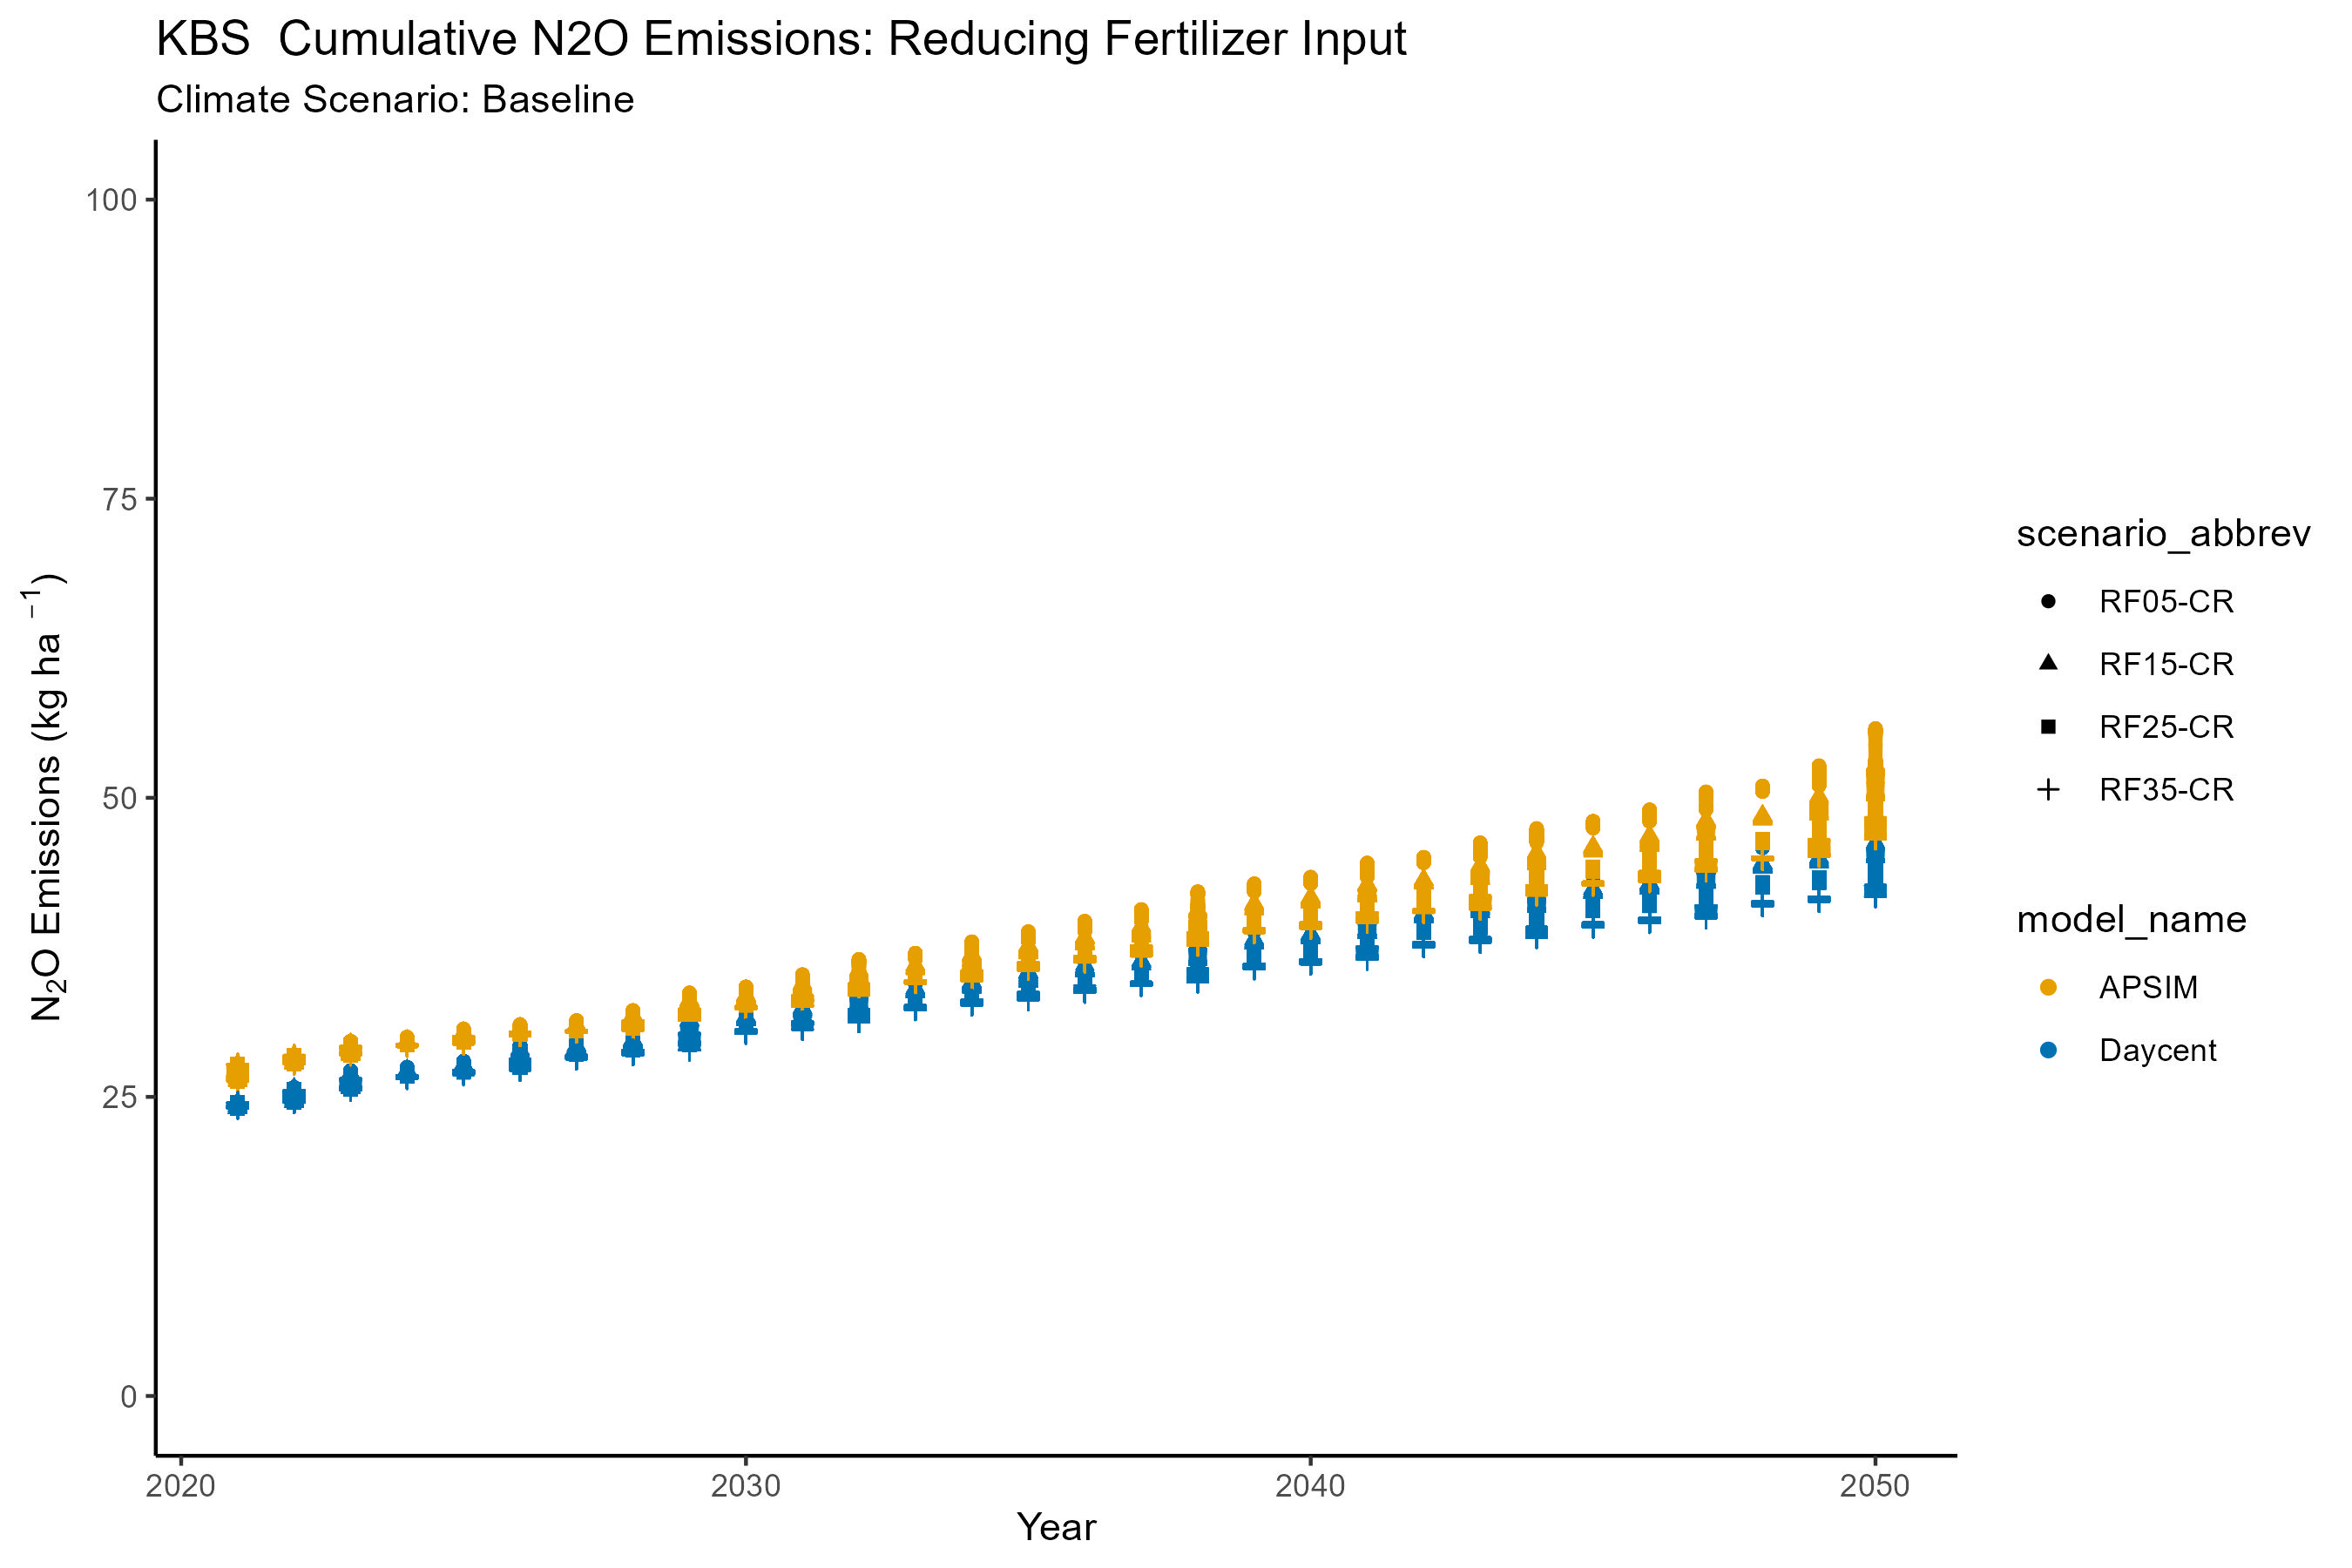 KBS  Cumulative N2O Emissions: Reducing Fertilizer Input
Climate Scenario: Baseline
N₂O Emissions (kg ha ⁻¹)
100
75
50
25
0
2020
2030
2040
2050
Year
scenario_abbrev
RF05-CR
RF15-CR
RF25-CR
RF35-CR
model_name
APSIM
Daycent